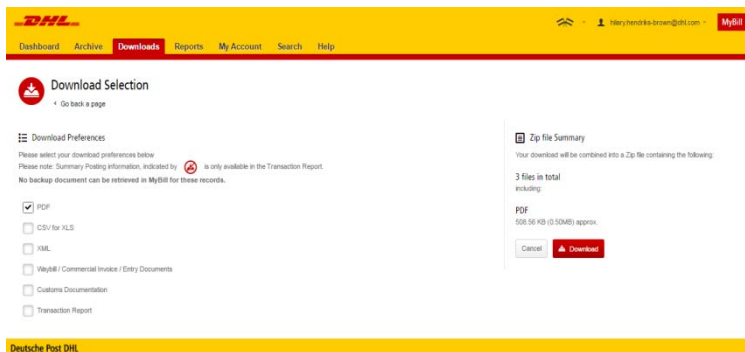 DHL
hilary.hendriks-brown@dhl.com
MyBill
Dashboard Archive Downloads Reports My Account Search Help
Download Selection
Go back a page
Download Preferences
Please select your download preferences below
Please note: Summary Posting information, indicated by is only available in the Transaction Report.
No backup document can be retrieved in MyBill for these records.
PDF
CSV for XLS
XML
Waybill / Commercial Invoice / Entry Documents
Customs Documentation
Transaction Report
Zip file Summary
Your download will be combined into a Zip file containing the following:
3 files in total
including:
PDF
508.56 KB (0.50MB) approx.
Cancel Download
Deutsche Post DHL